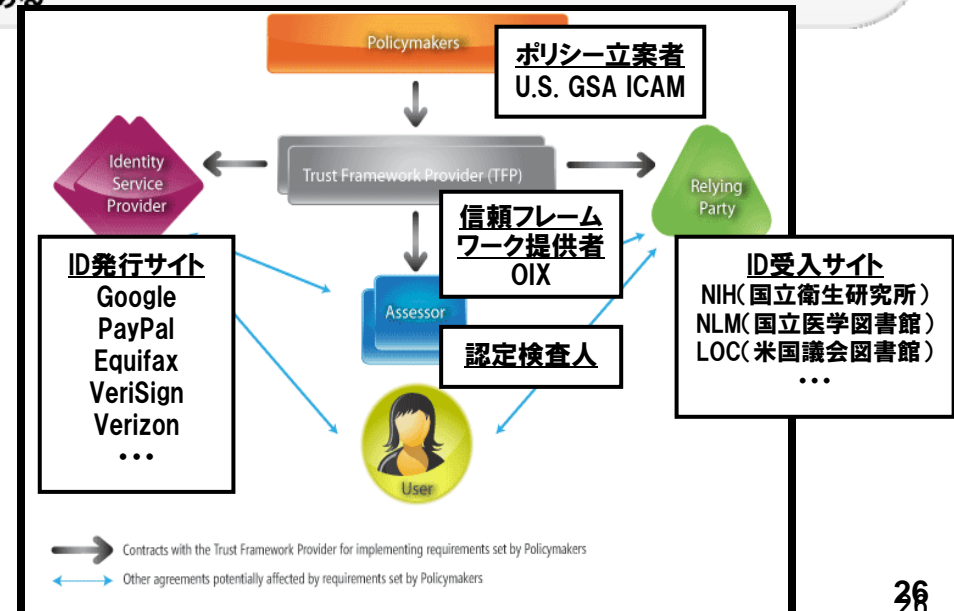 Policymakers
ポリシー立案者
U.S. GSA ICAM
Identity
Service
Provider
Trust Framework Provider (TFP)
Relying
Party
信頼フレーム
ワーク提供者
OIX
ID発行サイト
Google
PayPal
Equifax
VeriSign
Verizon
・・・
ID受入サイト
NIH(国立衛生研究所)
NLM(国立医学図書館)
LOC(米国議会図書館)
・・・
Assessor
認定検査人
User
Contracts with the Trust Framework Provider for implementing requirements set by Policymakers
Other agreements potentially affected by requirements set by Policymakers
26